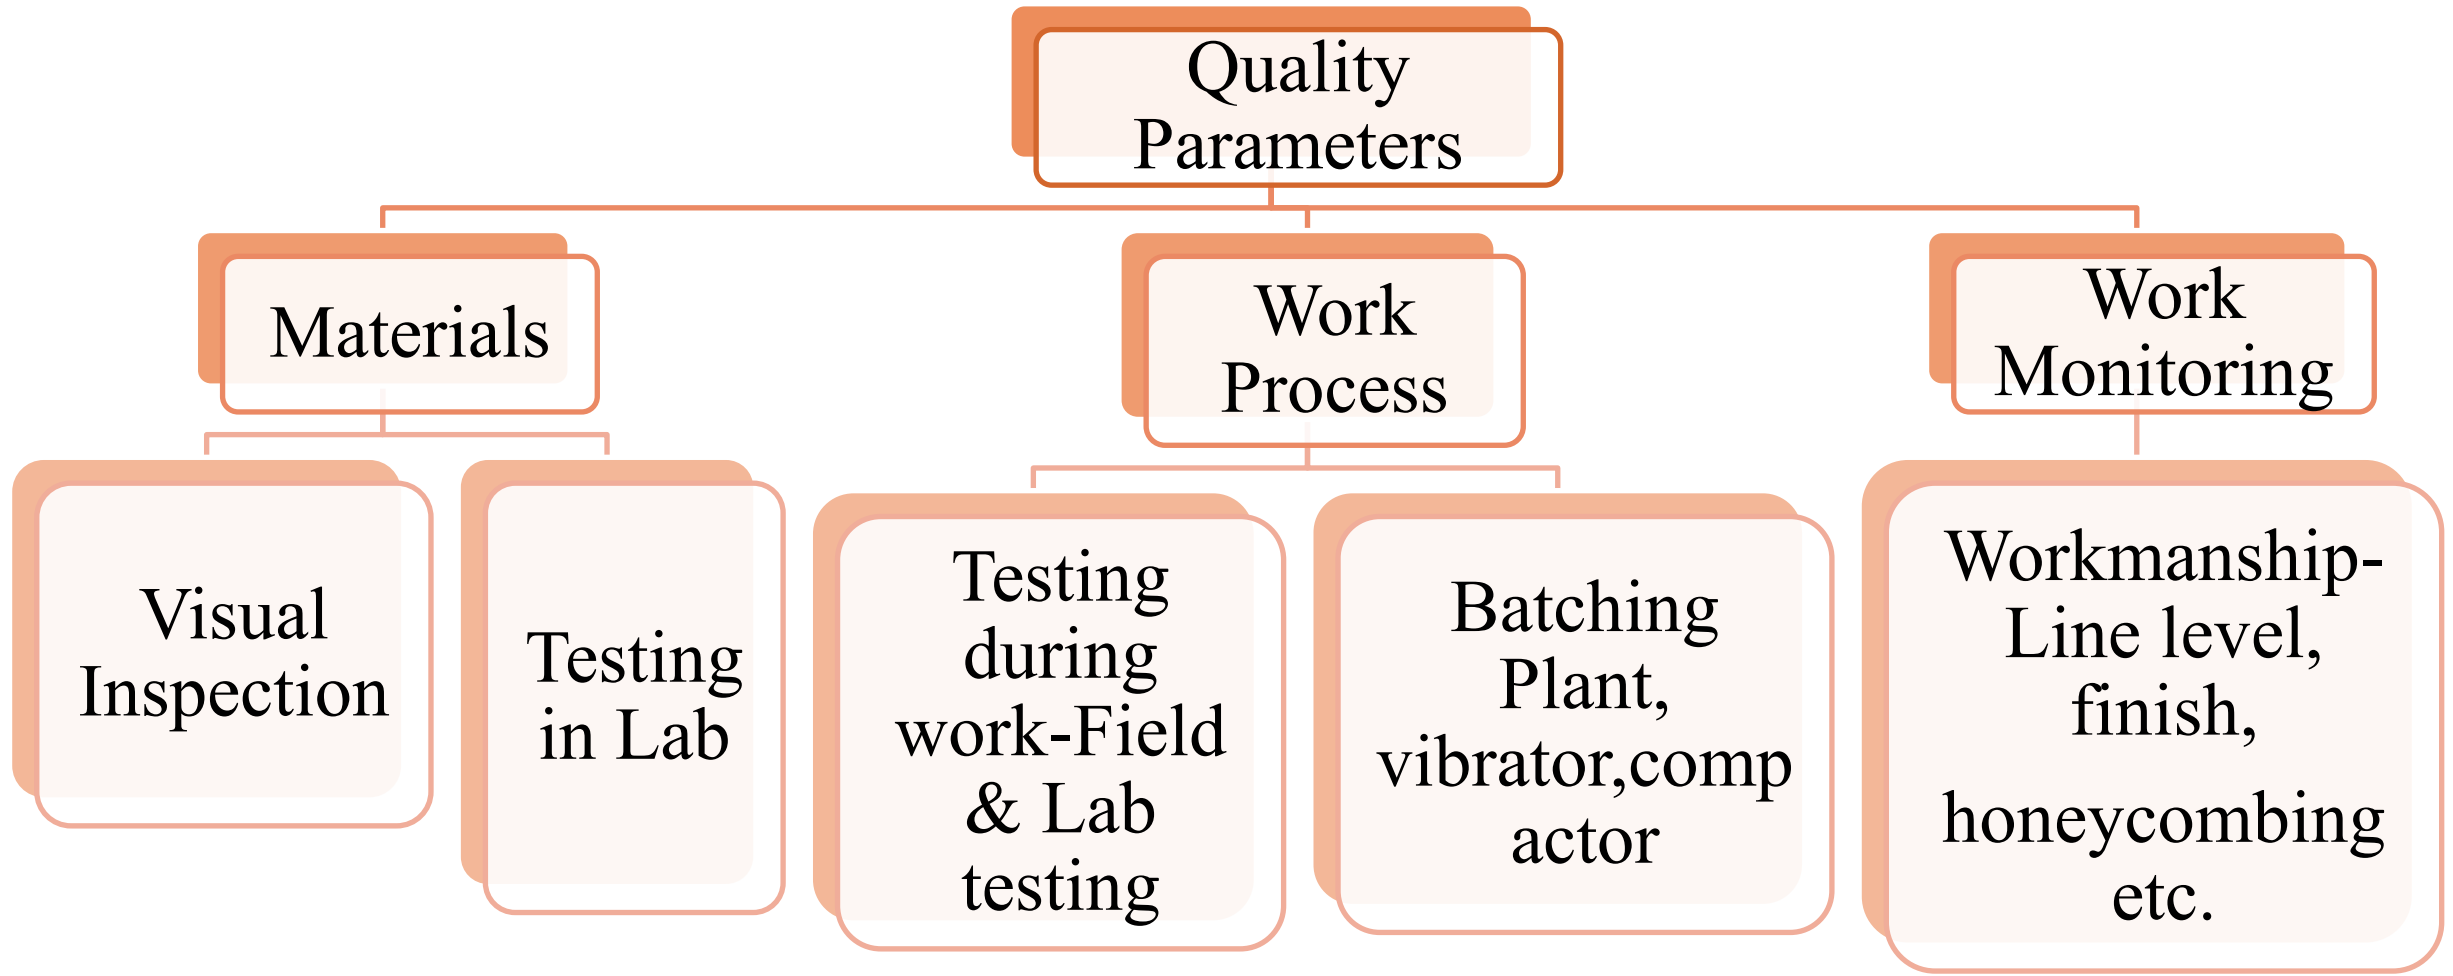 Quality
Parameters
Materials
Work
Process
Work
Monitoring
Visual
Inspection
Testing
in Lab
Testing
during
work-Field
& Lab
testing
Batching
Plant,
vibrator,comp
actor
Workmanship-
Line level,
finish,
honeycombing
etc.